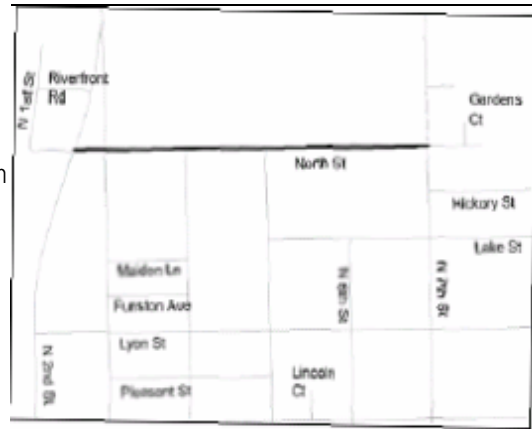 N 1st St
Riverfront
Rd
Gardens
Ct
North St
Hickory St
Lake St
Maiden Ln
N 6th St
N 7th St
Funston Ave
Lyon St
N 2nd St.
Lincoln
Ct
Pleasant St